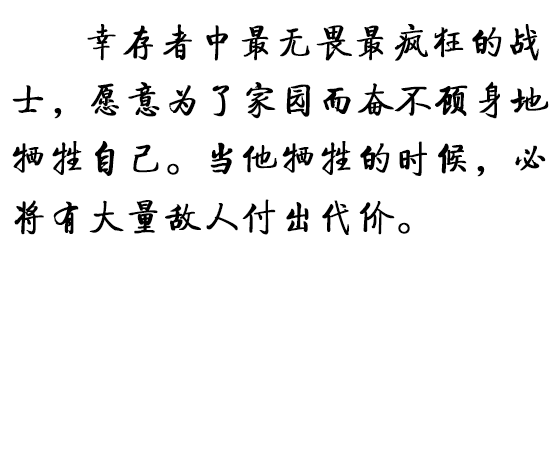 幸存者中最无畏最疯狂的战
士，愿意为了家园而奋不顾身地
牺牲自己。当他牺牲的时候，必
将有大量敌人付出代价。